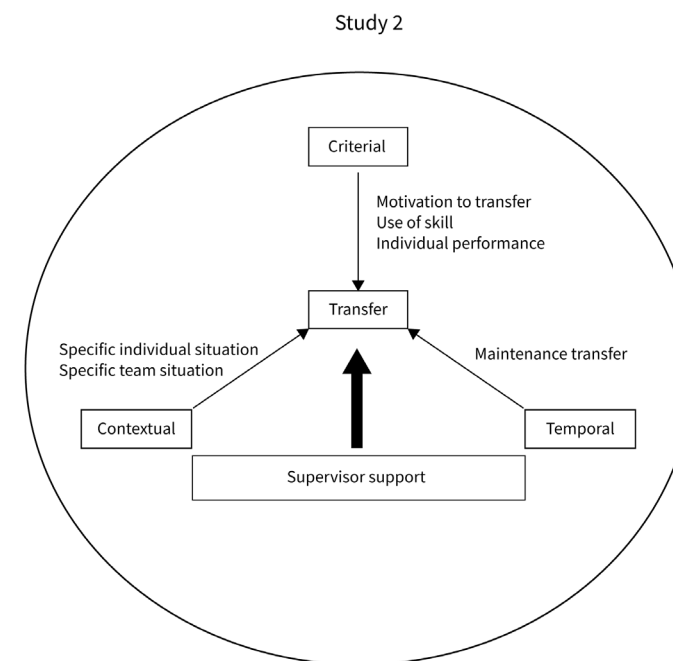 Study 2
Criterial
Motivation to transfer
Use of skill
Individual performance
Transfer
Specific individual situation
Specific team situation
Maintenance transfer
Contextual
Temporal
Supervisor support